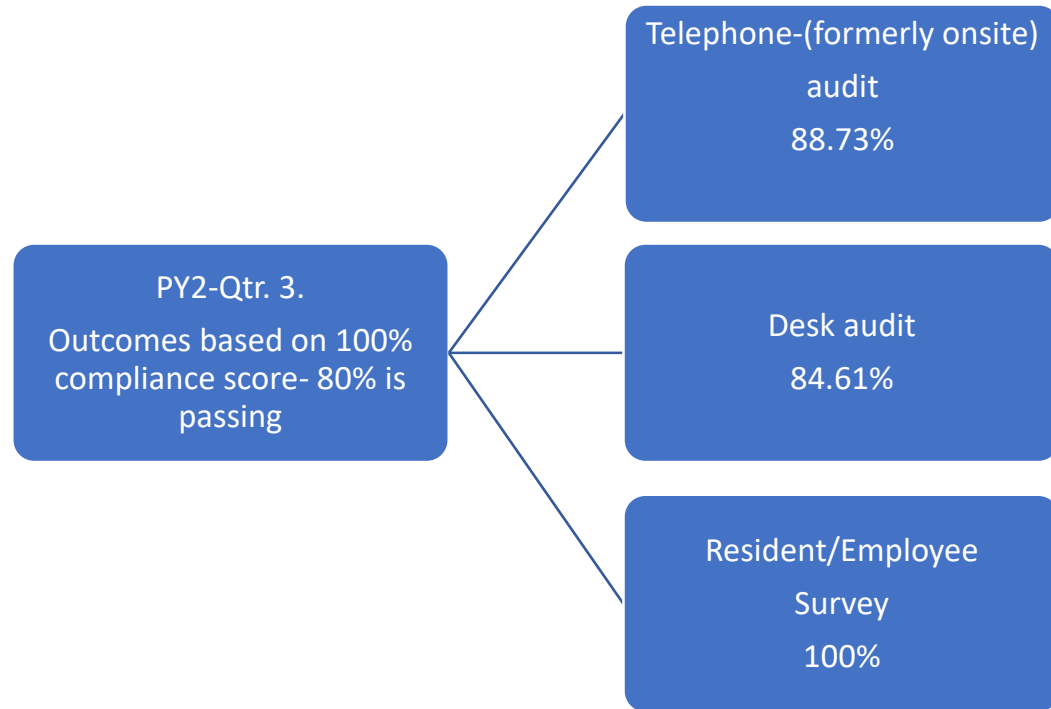 Telephone-(formerly onsite)
audit
88.73%
PY2-Qtr. 3.
Outcomes based on 100%
compliance score- 80% is
passing
Desk audit
84.61%
Resident/Employee
Survey
100%